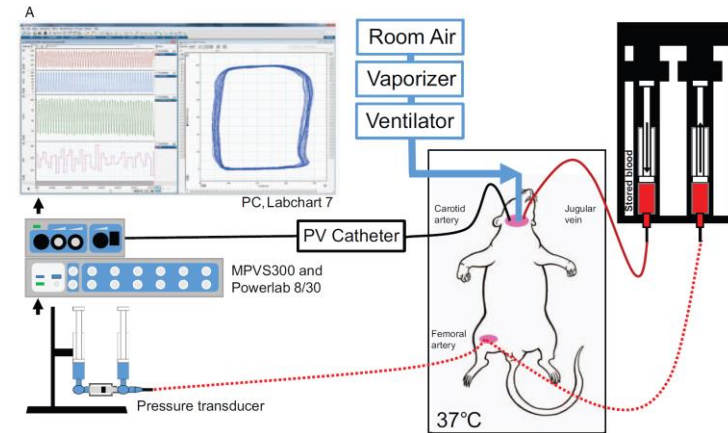 A
Room Air
Vaporizer
Ventilator
PC, Labchart 7
Carotid
artery
Jugular
vein
Stored blood
PV Catheter
MPVS300 and
Powerlab 8/30
Femoral
artery
Pressure transducer
37°C